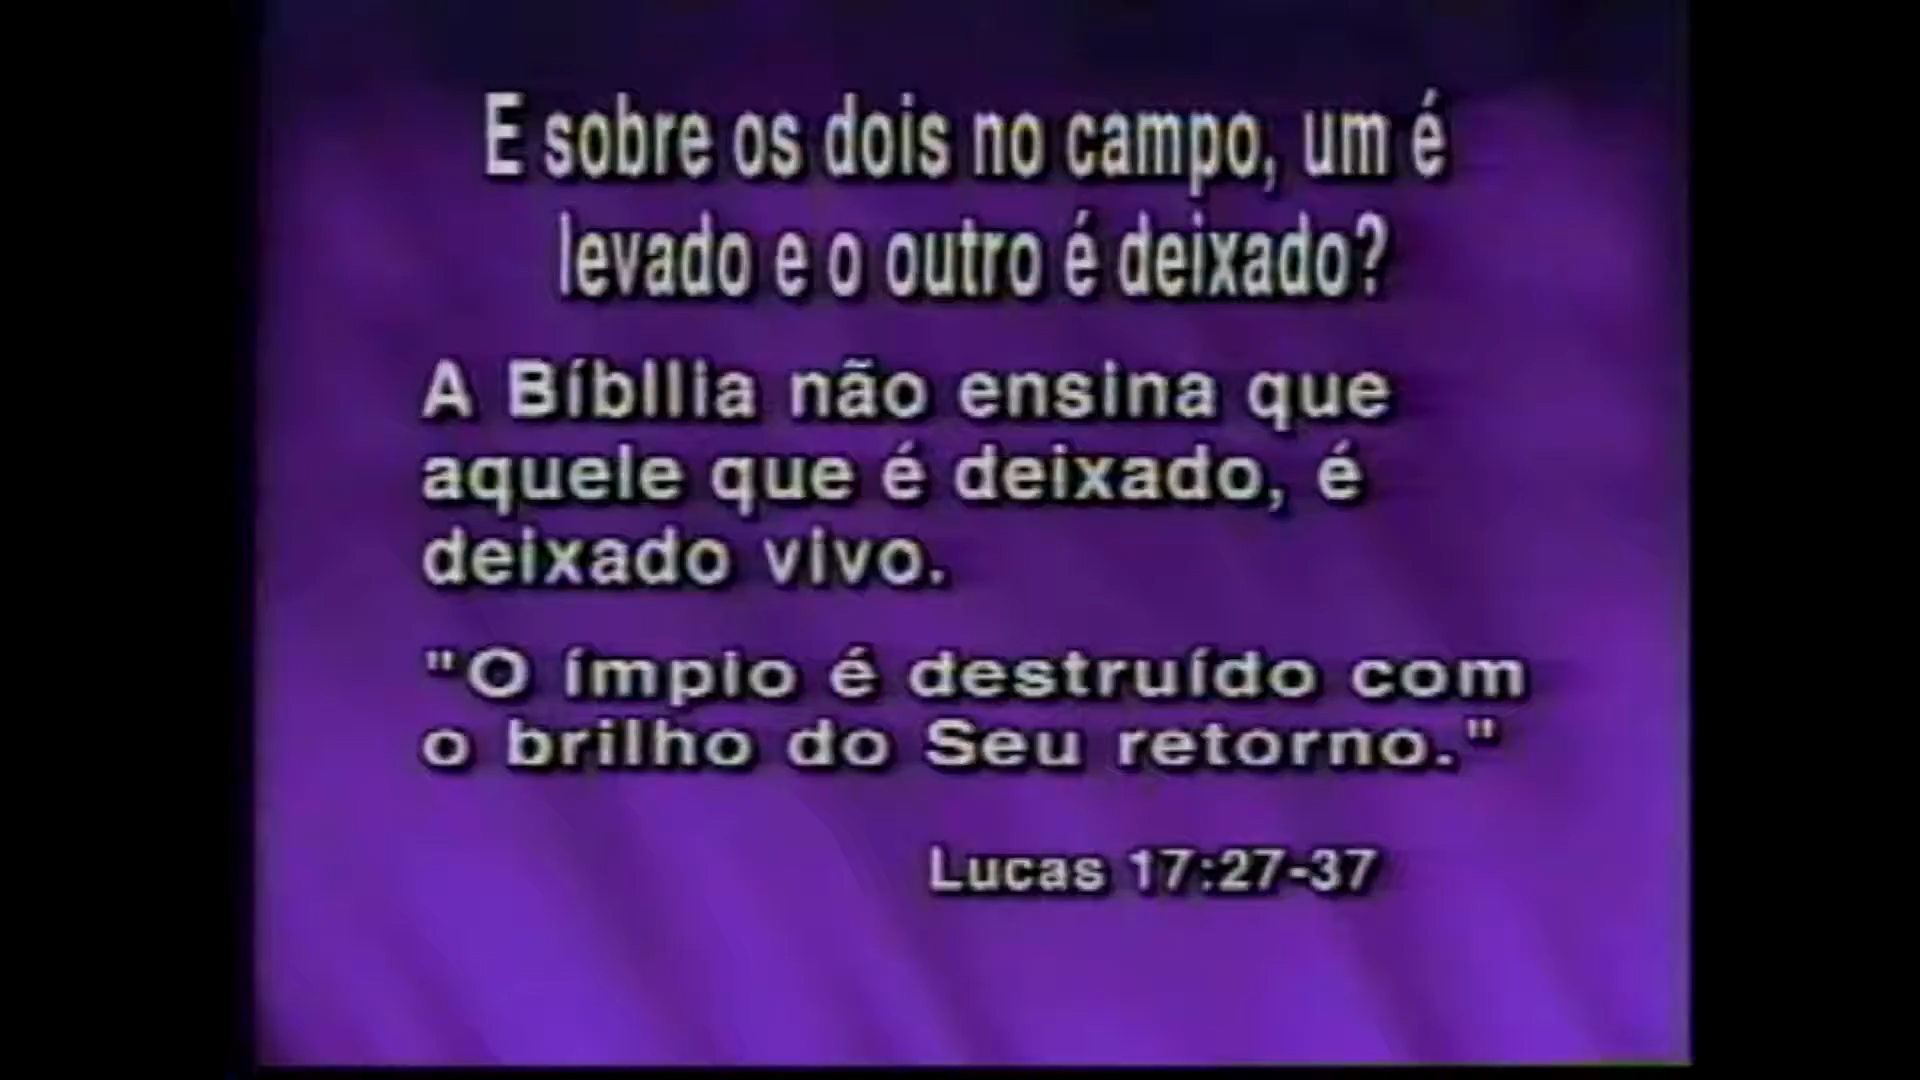 E sobre os dois no campo, um é
levado e o outro é deixado?
A Bíbllia não ensina que
aquele que é deixado, é
deixado vivo.
"O ímpio é destruído com
o brilho do Seu retorno."
Lucas 17:27-37